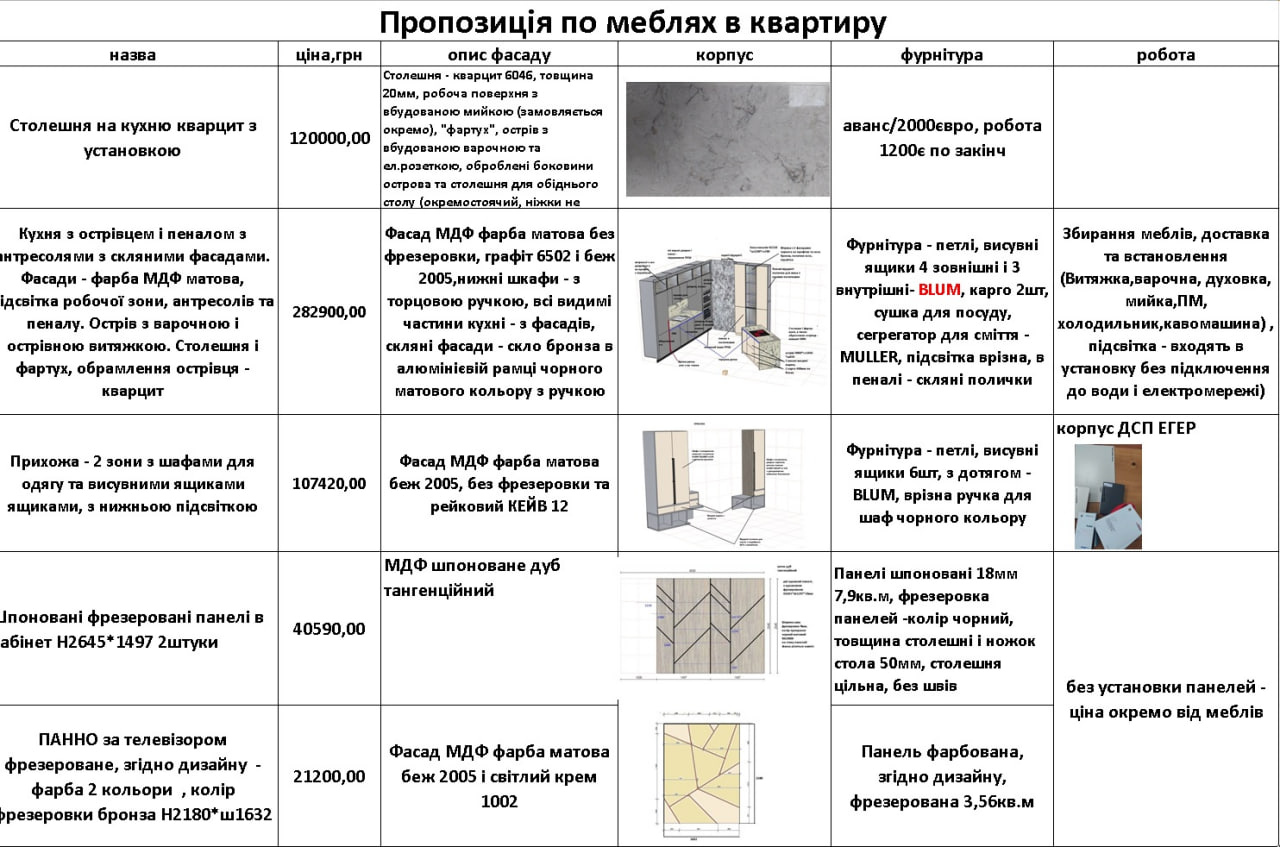 Пропозиція по меблях в квартиру
назва
ціна,грн
опис фасаду
корпус
фурнітура
робота
Столешня на кухню кварцит з
установкою
120000,00
Столешня - кварцит 6046, товщина
20мм, робоча поверхня з
вбудованою мийкою (замовляється
окремо), "фартух", острів з
вбудованою варочною та
ел.розеткою, оброблені боковини
острова та столешня для обіднього
столу (окремостоячий, ніжки не
аванс/2000євро, робота
1200є по закінч
Кухня з острівцем і пеналом з
антресолями з скляними фасадами.
Фасади - фарба МДФ матова,
підсвітка робочої зони, антресолів та
пеналу. Острів з варочною і
острівною витяжкою. Столешня і
фартух, обрамлення острівця -
кварцит
282900,00
Фасад МДФ фарба матова без
фрезеровки, графіт 6502 і беж
2005,нижні шкафи - з
торцовою ручкою, всі видимі
частини кухні - з фасадів,
скляні фасади - скло бронза в
алюмінієвій рамці чорного
матового кольору з ручкою
Фурнітура - петлі, висувні
ящики 4 зовнішні і 3
внутрішні- BLUM, карго 2шт,
сушка для посуду,
сегрегатор для сміття -
MULLER, підсвітка врізна, в
пеналі - скляні полички
Збирання меблів, доставка
та встановлення
(Витяжка,варочна, духовка,
мийка,ПМ,
холодильник,кавомашина) ,
підсвітка - входять в
установку без підключення
до води і електромережі)
Прихожа - 2 зони з шафами для
одягу та висувними ящиками
ящиками, з нижньою підсвіткою
107420,00
Фасад МДФ фарба матова
беж 2005, без фрезеровки та
рейковий КЕЙВ 12
Фурнітура - петлі, висувні
ящики 6шт, з дотягом -
BLUM, врізна ручка для
шаф чорного кольору
корпус ДСП ЕГЕР
Шпоновані фрезеровані панелі в
кабінет Н2645*1497 2штуки
40590,00
МДФ шпоноване дуб
тангенційний
Панелі шпоновані 18мм
7,9кв.м, фрезеровка
панелей -колір чорний,
товщина столешні і ножок
стола 50мм, столешня
цільна, без швів
без установки панелей -
ціна окремо від меблів
ПАННО за телевізором
фрезероване, згідно дизайну -
фарба 2 кольори , колір
фрезеровки бронза Н2180*ш1632
21200,00
Фасад МДФ фарба матова
беж 2005 і світлий крем
1002
Панель фарбована,
згідно дизайну,
фрезерована 3,56кв.м